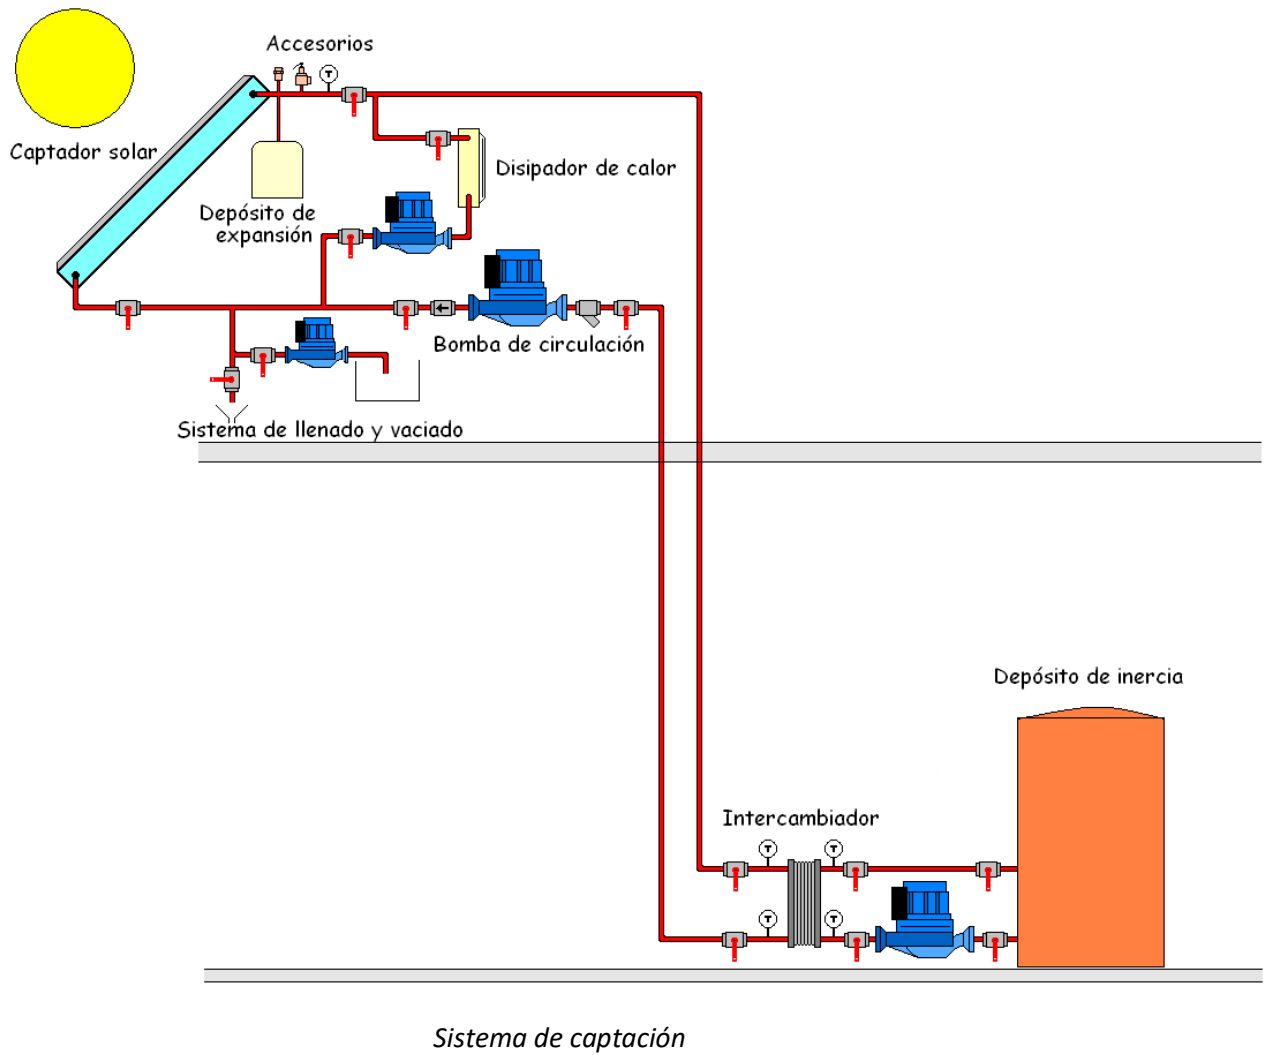 Accesorios
T
Captador solar
Disipador de calor
Depósito de
expansión
Bomba de circulación
Sistema de llenado y vaciado
Depósito de inercia
Intercambiador
T
T
T
T
Sistema de captación